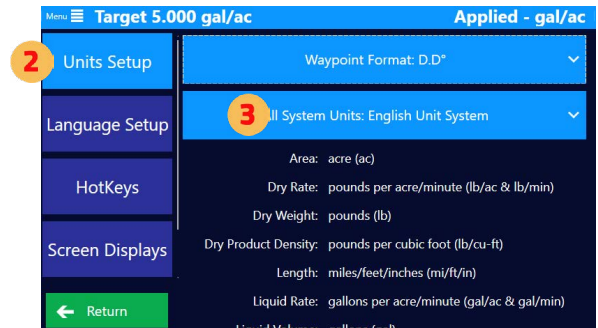 Menu Target 5.000 gal/ac Applied - gal/ac
2 Units Setup
Waypoint Format: D.D°
Language Setup
3 ll System Units: English Unit System
Area: acre (ac)
HotKeys
Dry Rate: pounds per acre/minute (lb/ac & lb/min)
Dry Weight: pounds (lb)
Screen Displays
Dry Product Density: pounds per cubic foot (lb/cu-ft)
Length: miles/feet/inches (mi/ft/in)
Return
Liquid Rate: gallons per acre/minute (gal/ac & gal/min)